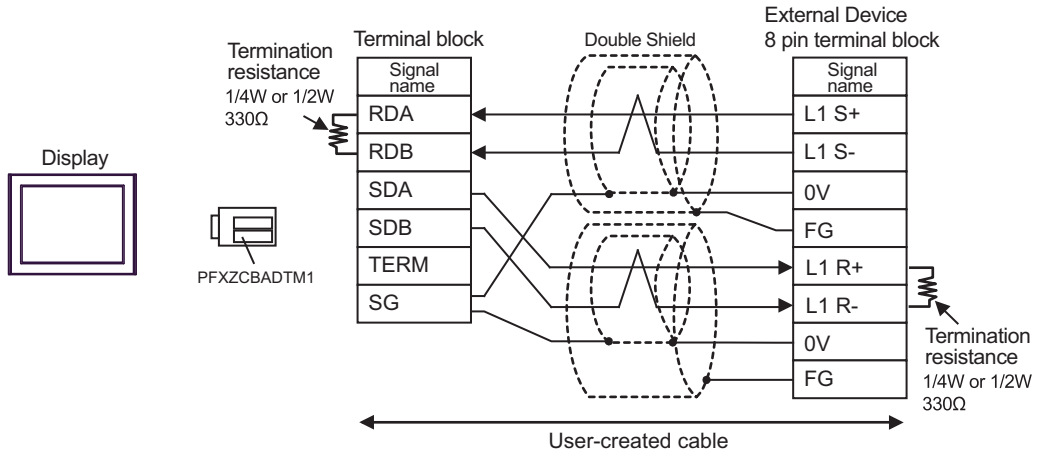 Display
PFXZCBADTM1
Termination
resistance
1/4W or 1/2W
330Ω
Terminal block
Signal
name
RDA
RDB
SDA
SDB
TERM
SG
Double Shield
External Device
8 pin terminal block
Signal
name
L1 S+
L1 S-
0V
FG
L1 R+
L1 R-
0V
FG
Termination
resistance
1/4W or 1/2W
330Ω
User-created cable